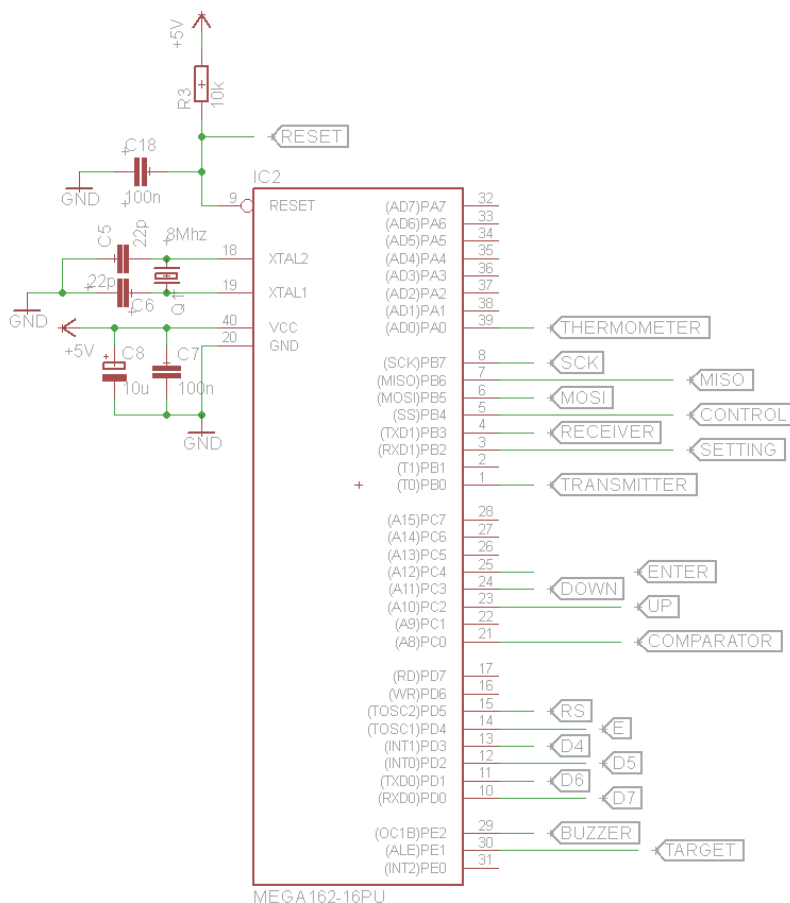 +5V
R3
10k
RESET
C18
100n
GND
IC2
9 RESET
C5
22p
8Mhz
18 XTAL2
22p
C6
Q1
19 XTAL1
GND
40 VCC
+5V
20 GND
C8
10u
C7
100n
GND
(AD7)PA7 32
(AD6)PA6 33
(AD5)PA5 34
(AD4)PA4 35
(AD3)PA3 36
(AD2)PA2 37
(AD1)PA1 38
(AD0)PA0 39 THERMOMETER
(SCK)PB7 8 SCK
(MISO)PB6 7 MISO
(MOSI)PB5 6 MOSI
(SS)PB4 5 CONTROL
(TXD1)PB3 4 RECEIVER
(RXD1)PB2 3 SETTING
(T1)PB1 2
(T0)PB0 1 TRANSMITTER
(A15)PC7 28
(A14)PC6 27
(A13)PC5 26
(A12)PC4 25 ENTER
(A11)PC3 24 DOWN
(A10)PC2 23 UP
(A9)PC1 22
(A8)PC0 21 COMPARATOR
(RD)PD7 17
(WR)PD6 16
(TOSC2)PD5 15 RS
(TOSC1)PD4 14 E
(INT1)PD3 13 D4
(INT0)PD2 12 D5
(TXD0)PD1 11 D6
(RXD0)PD0 10 D7
(OC1B)PE2 29 BUZZER
(ALE)PE1 30 TARGET
(INT2)PE0 31
MEGA162-16PU